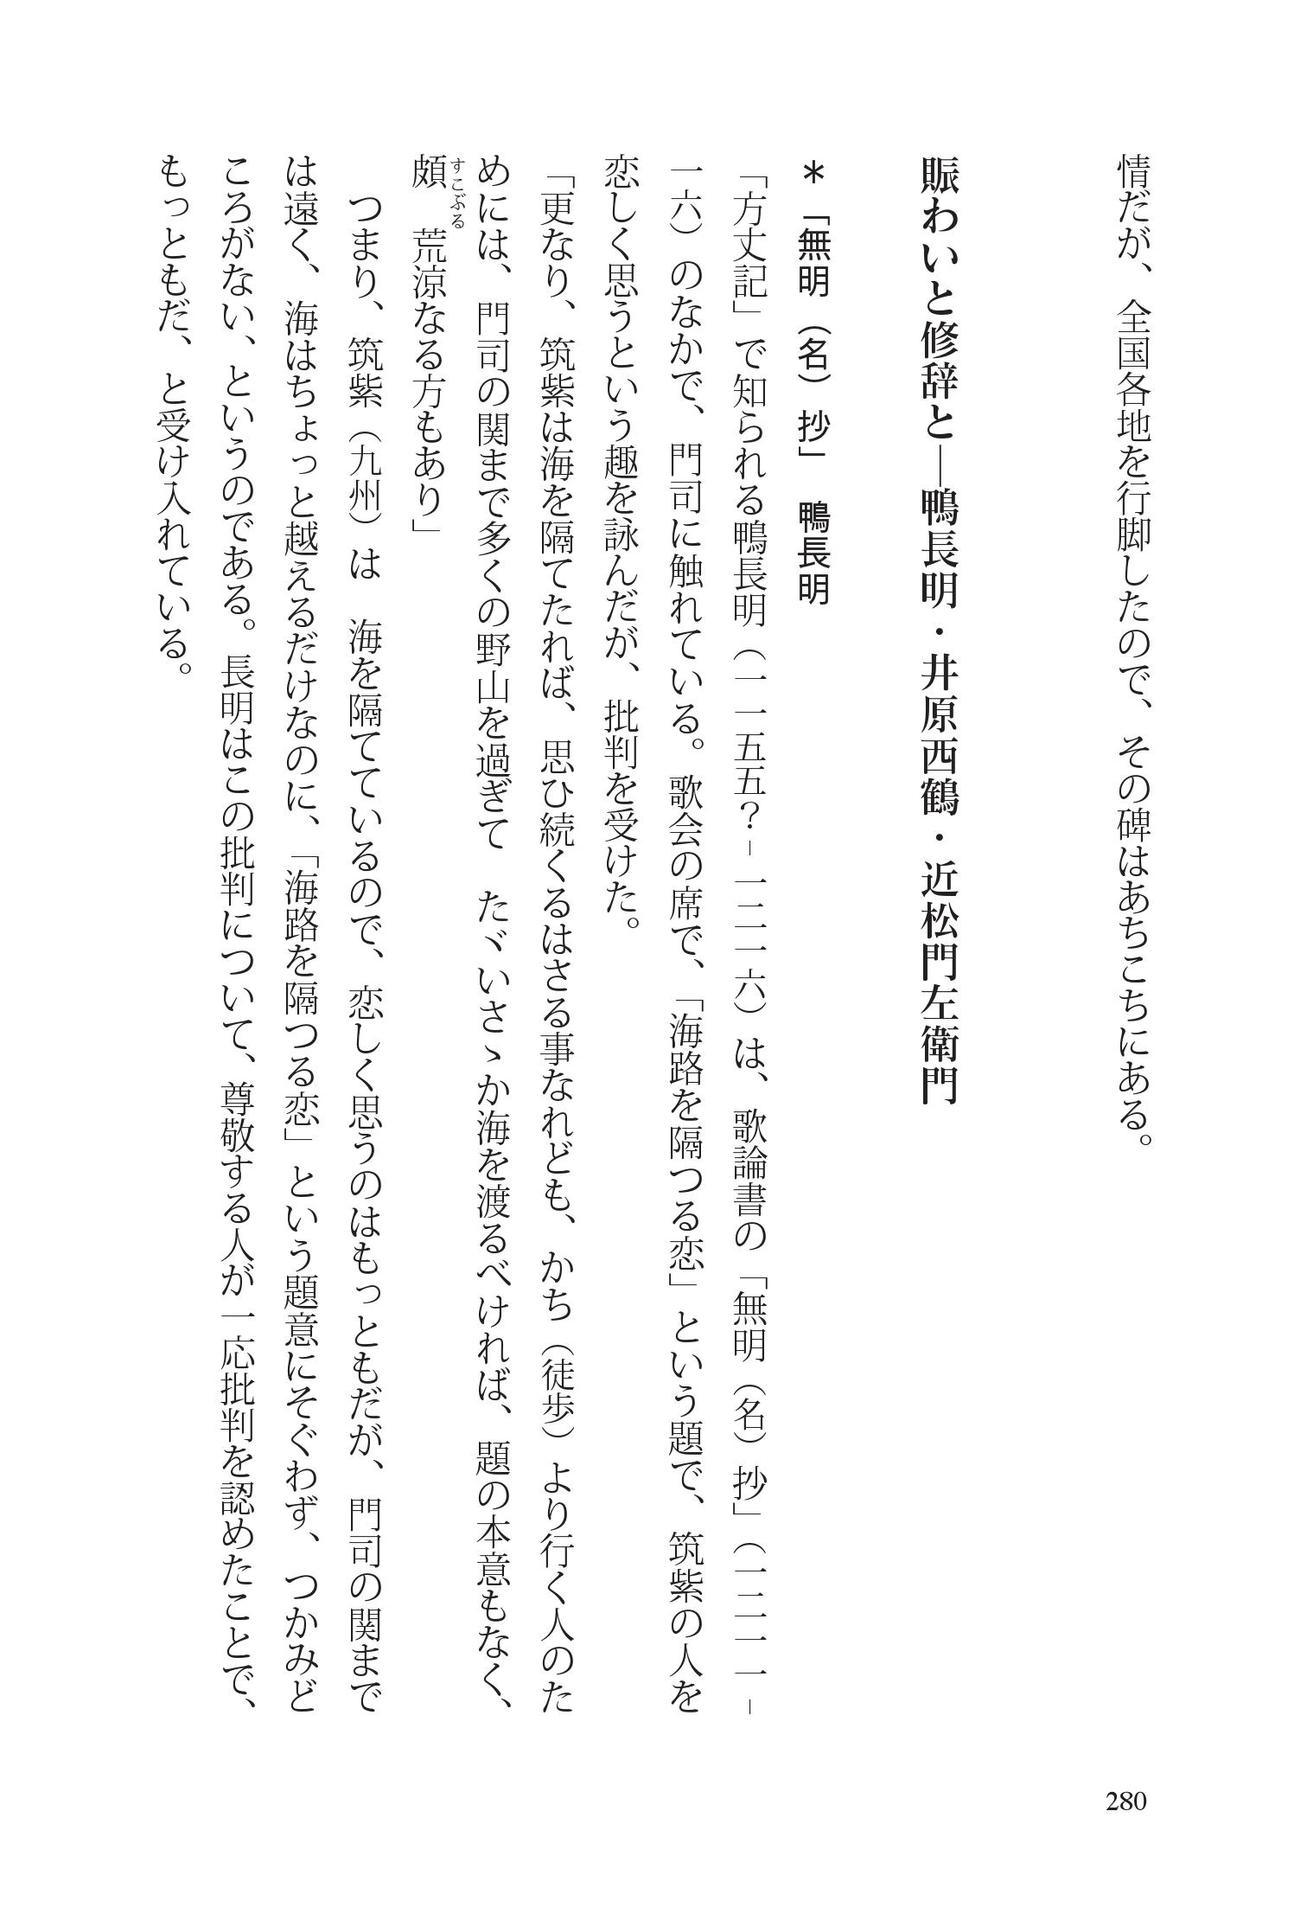 情だが、全国各地を行脚したので、その碑はあちこちにある。
賑わいと修辞と―鴨長明・井原西鶴・近松門左衛門
＊「無明（名）抄」　鴨長明
「方丈記」で知られる鴨長明（一一五五？－一二一六）は、歌論書の「無明（名）抄」（一二一一－
一六）のなかで、門司に触れている。歌会の席で、「海路を隔つる恋」という題で、筑紫の人を
恋しく思うという趣を詠んだが、批判を受けた。
「更なり、筑紫は海を隔てたれば、思ひ続くるはさる事なれども、かち（徒歩）より行く人のた
めには、門司の関まで多くの野山を過ぎて　たヾいさゝか海を渡るべければ、題の本意もなく、
頗すこぶる　荒涼なる方もあり」
つまり、筑紫（九州）は　海を隔てているので、恋しく思うのはもっともだが、門司の関まで
は遠く、海はちょっと越えるだけなのに、「海路を隔つる恋」という題意にそぐわず、つかみど
ころがない、というのである。長明はこの批判について、尊敬する人が一応批判を認めたことで、
もっともだ、と受け入れている。
280